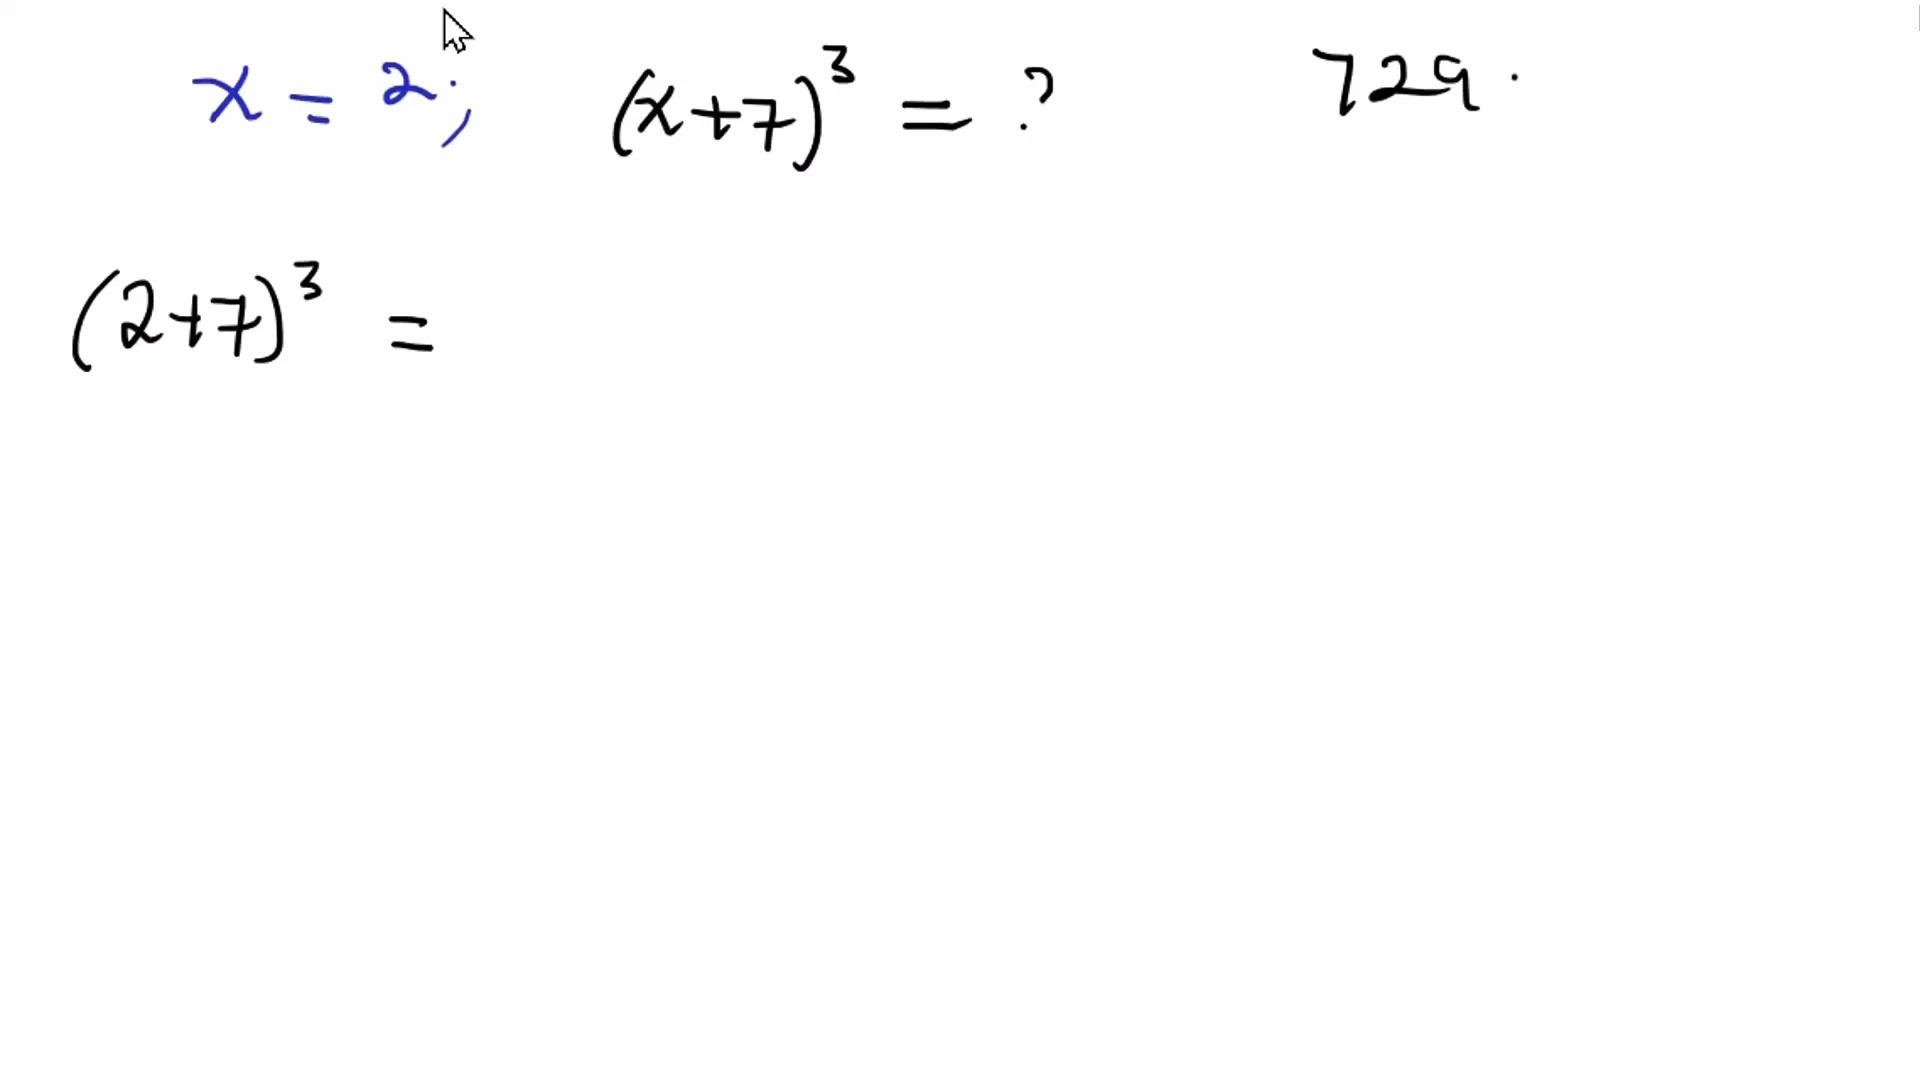 x = 2; (x+7)³ = ? 729.
(2+7)³ =